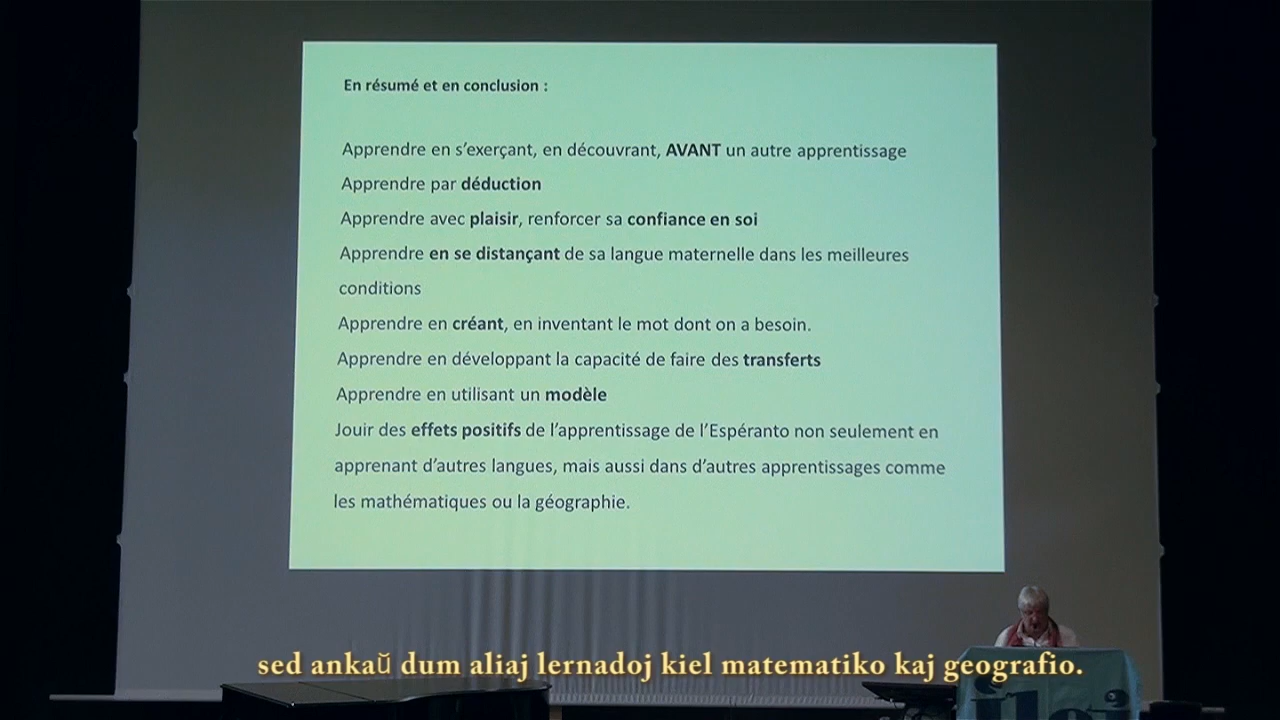 En résumé et en conclusion :
Apprendre en s'exerçant, en découvrant, AVANT un autre apprentissage
Apprendre par déduction
Apprendre avec plaisir, renforcer sa confiance en soi
Apprendre en se distançant de sa langue maternelle dans les meilleures
conditions
Apprendre en créant, en inventant le mot dont on a besoin.
Apprendre en développant la capacité de faire des transferts
Apprendre en utilisant un modèle
Jouir des effets positifs de l'apprentissage de l'Espéranto non seulement en
apprenant d'autres langues, mais aussi dans d'autres apprentissages comme
les mathématiques ou la géographie.
sed ankaŭ dum aliaj lernadoj kiel matematiko kaj geografio.